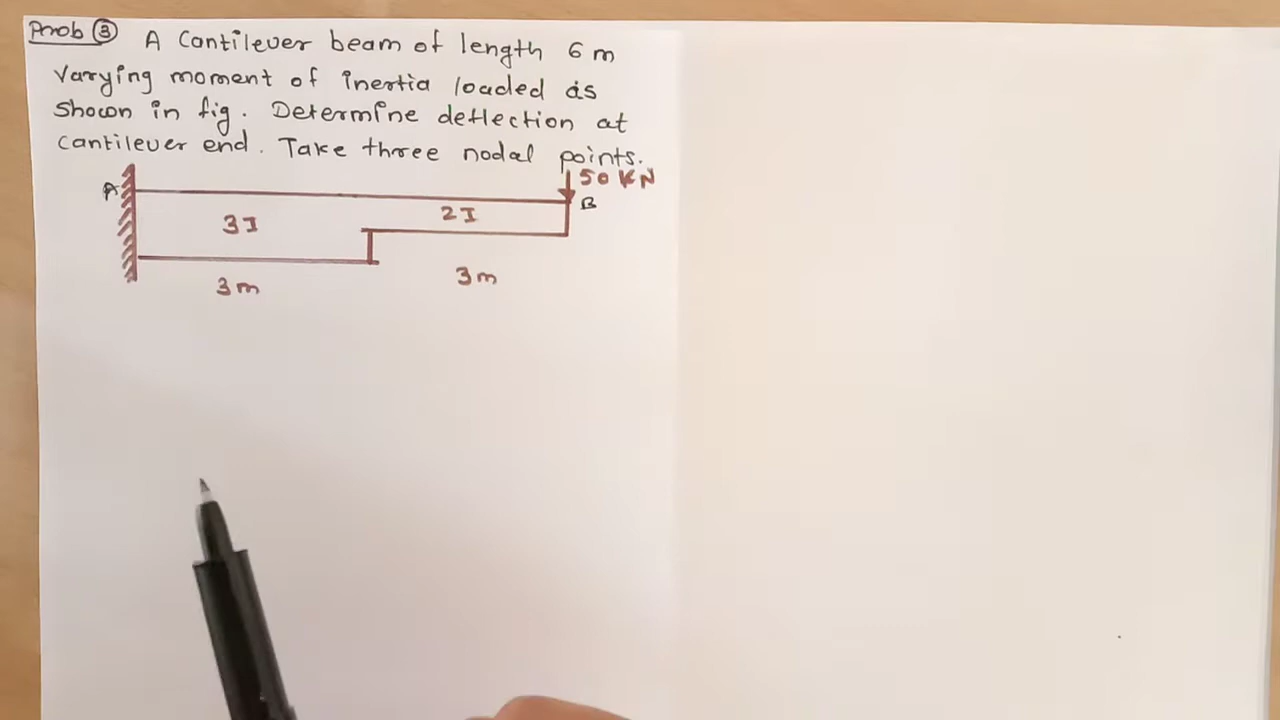 Prob ③ A Cantilever beam of length 6 m
Varying moment of inertia loaded as
shown in fig. Determine deflection at
cantilever end. Take three nodal points.
50 KN
A
B
3I
2I
3m
3m